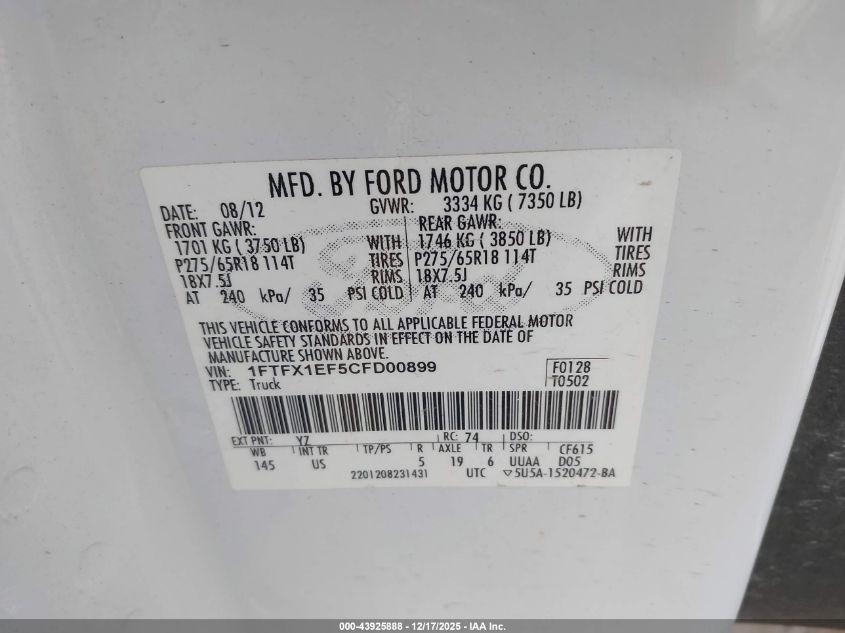 MFD. BY FORD MOTOR CO.
DATE: 08/12 GVWR: 3334 KG ( 7350 LB)
FRONT GAWR: REAR GAWR:
1701 KG ( 3750 LB) WITH 1746 KG ( 3850 LB) WITH
P275/65R18 114T TIRES P275/65R18 114T TIRES
18X7.5J RIMS 18X7.5J RIMS
AT 240 kPa/ 35 PSI COLD AT 240 kPa/ 35 PSI COLD
THIS VEHICLE CONFORMS TO ALL APPLICABLE FEDERAL MOTOR
VEHICLE SAFETY STANDARDS IN EFFECT ON THE DATE OF
MANUFACTURE SHOWN ABOVE.
VIN: 1FTFX1EF5CFD00899 F0128
TYPE: Truck T0502
EXT PNT: YZ RC: 74 DSO:
WB INT TR TP/PS R AXLE TR SPR CF615
145 US 5 19 6 UUAA D05
2201208231431 UTC ▽5U5A-1520472-BA
000-43925888 - 12/17/2025 - IAA Inc.